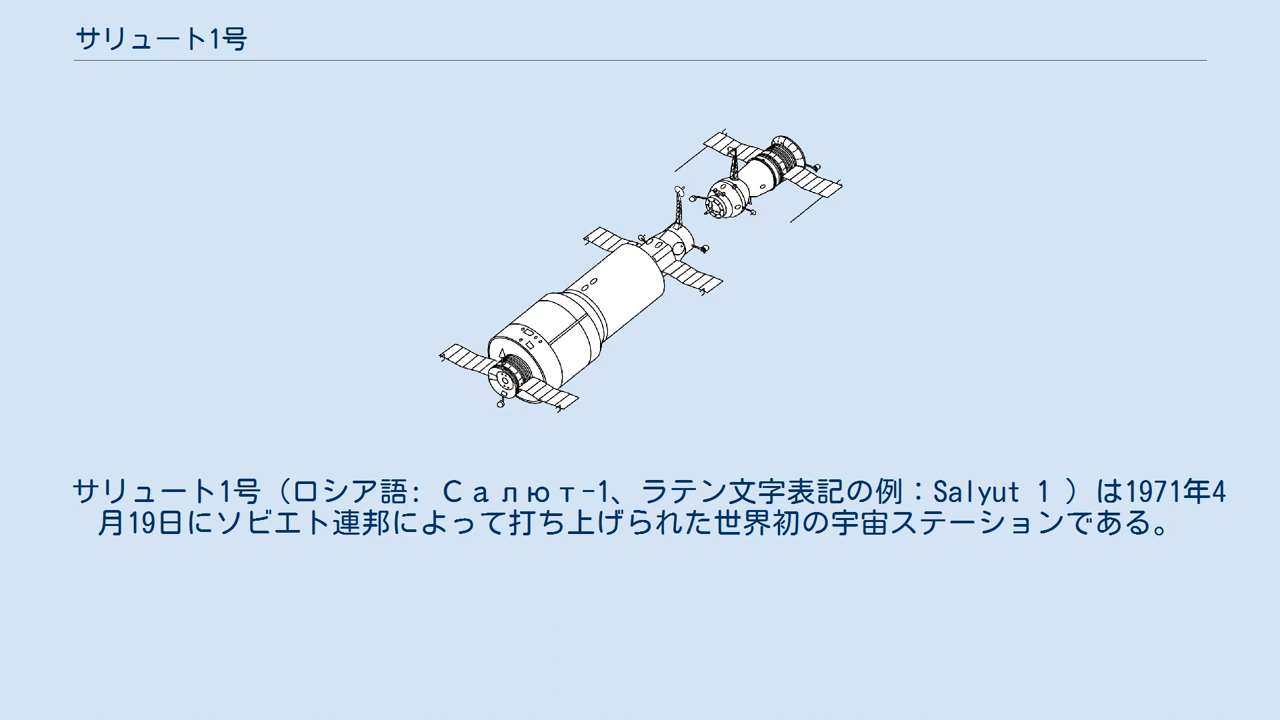 サリュート1号
サリュート1号（ロシア語: Салют-1、ラテン文字表記の例：Salyut 1 ）は1971年4
月19日にソビエト連邦によって打ち上げられた世界初の宇宙ステーションである。